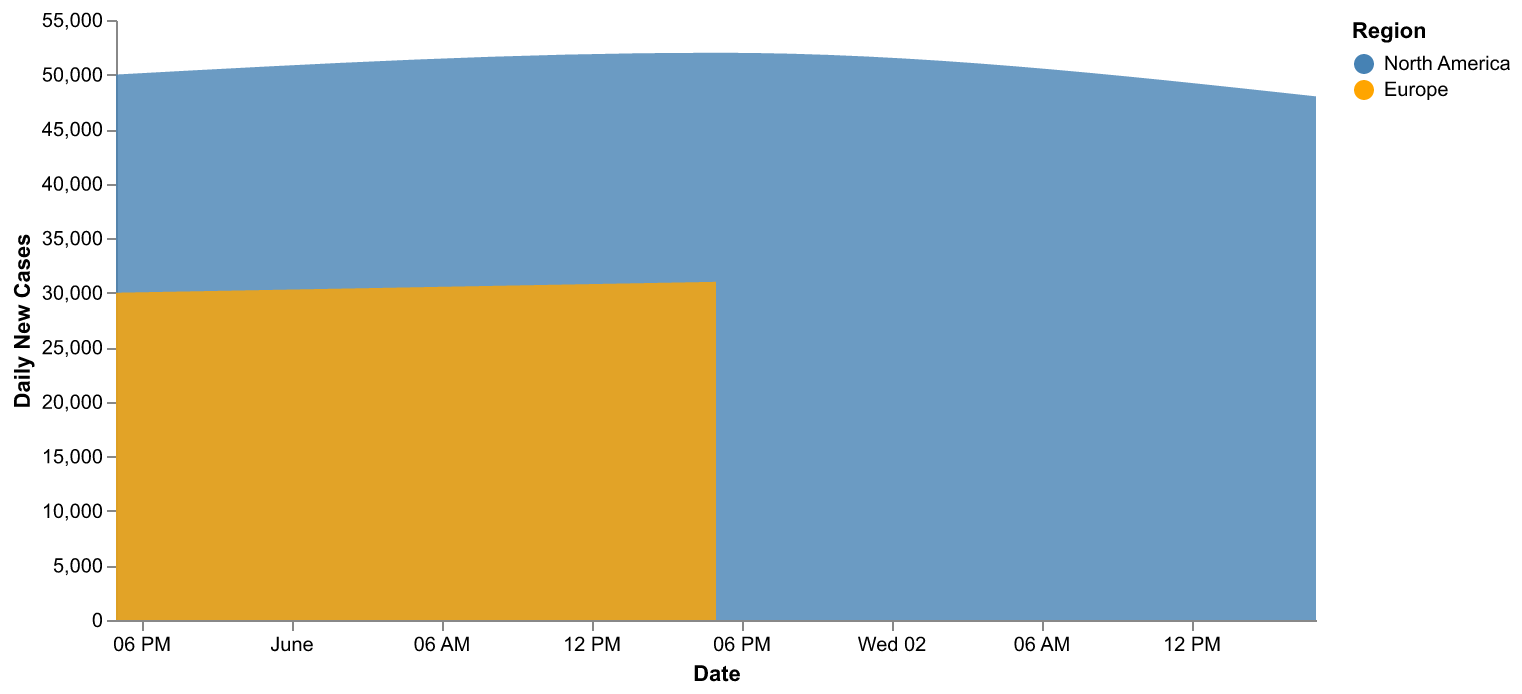 55,000
50,000
45,000
40,000
35,000
30,000
25,000
20,000
15,000
10,000
5,000
0
Daily New Cases
06 PM
June
06 AM
12 PM
06 PM
Wed 02
06 AM
12 PM
Date
Region
North America
Europe